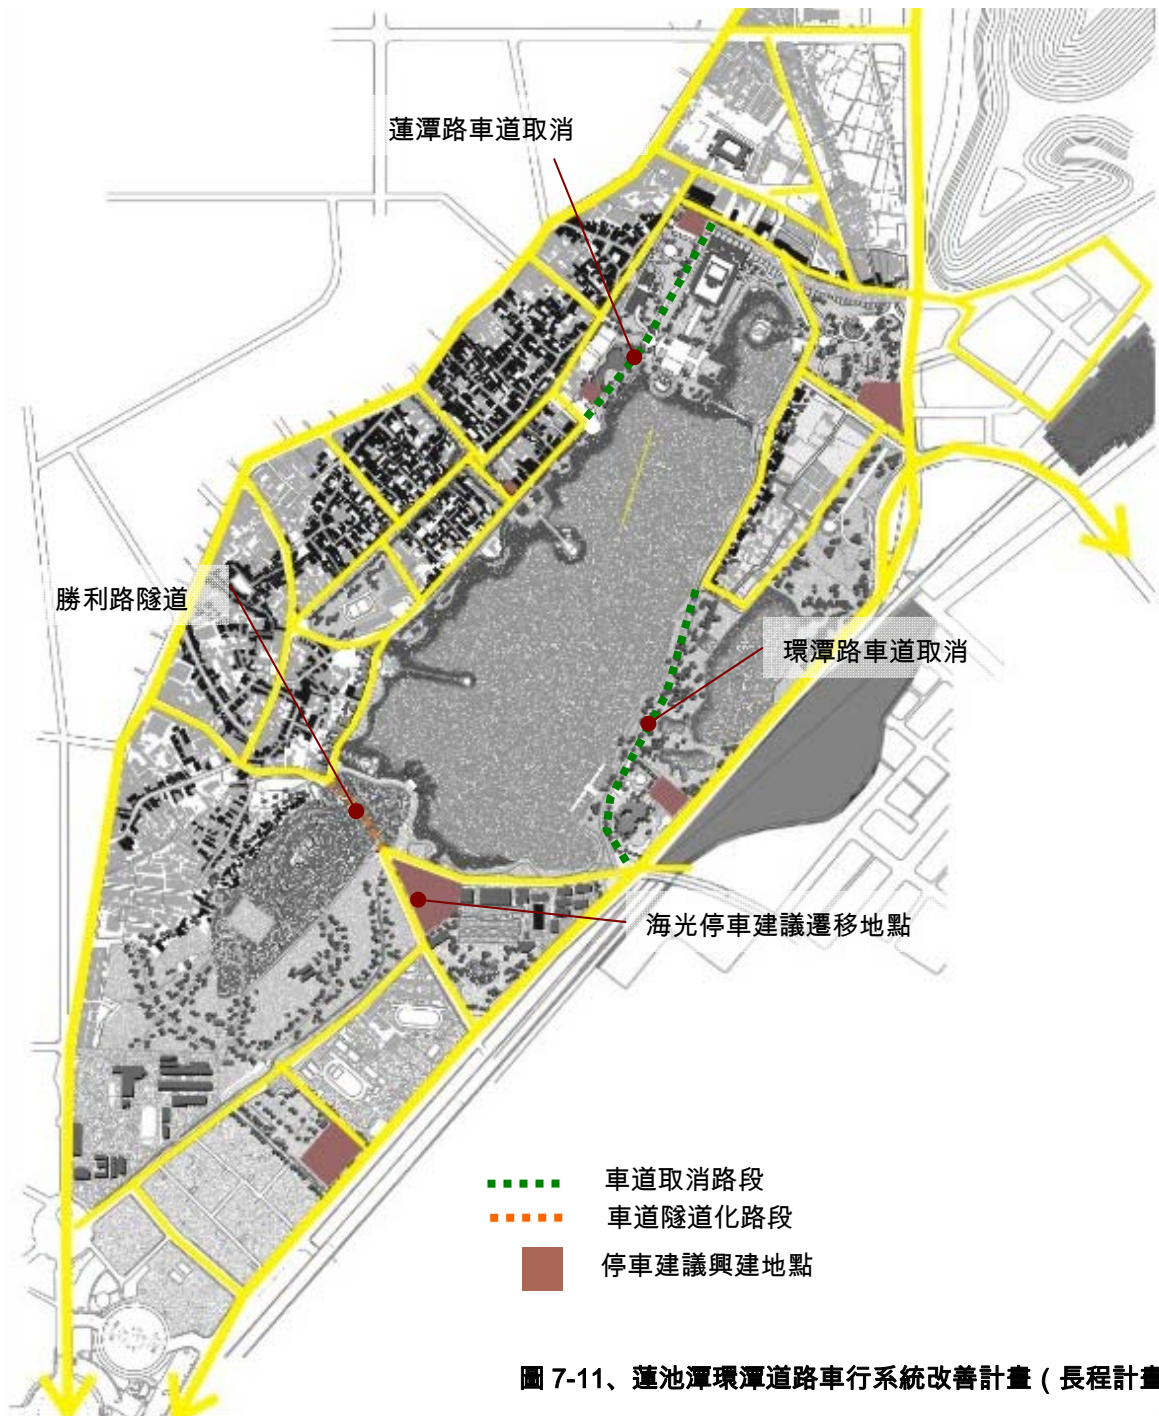 蓮潭路車道取消
勝利路隧道
環潭路車道取消
海光停車建議遷移地點
車道取消路段
車道隧道化路段
停車建議興建地點
圖 7-11、蓮池潭環潭道路車行系統改善計畫（長程計畫